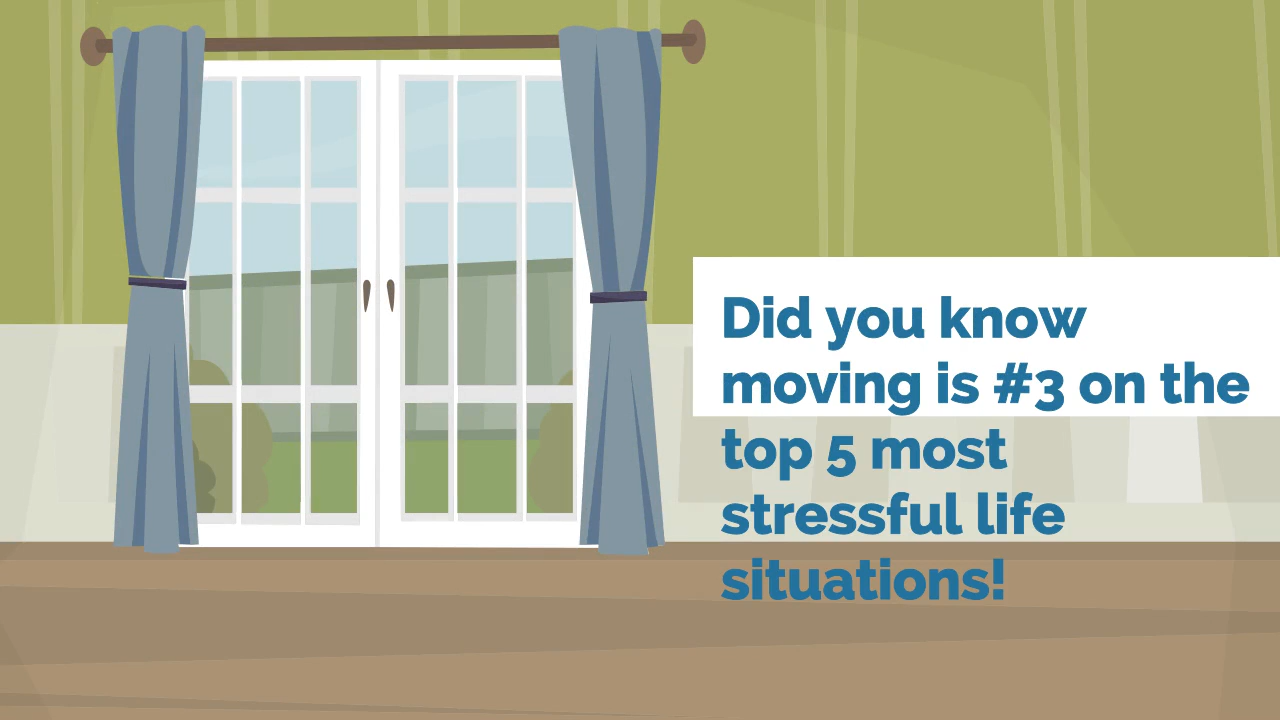 Did you know
moving is #3 on the
top 5 most
stressful life
situations!